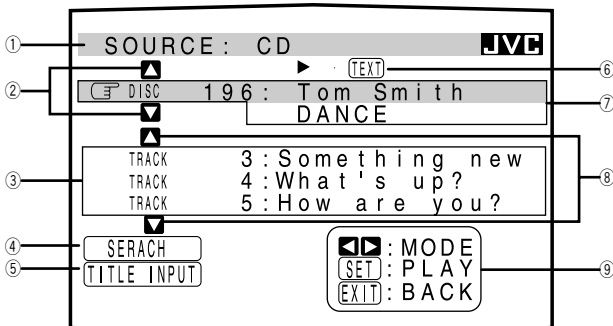 ① SOURCE: CD JVC
▶ · TEXT ⑥
② DISC 196: Tom Smith ⑦
DANCE
③ TRACK 3:Something new ⑧
TRACK 4:What's up?
TRACK 5:How are you?
④ SERACH
⑤ TITLE INPUT
◀▶:MODE
SET:PLAY ⑨
EXIT:BACK